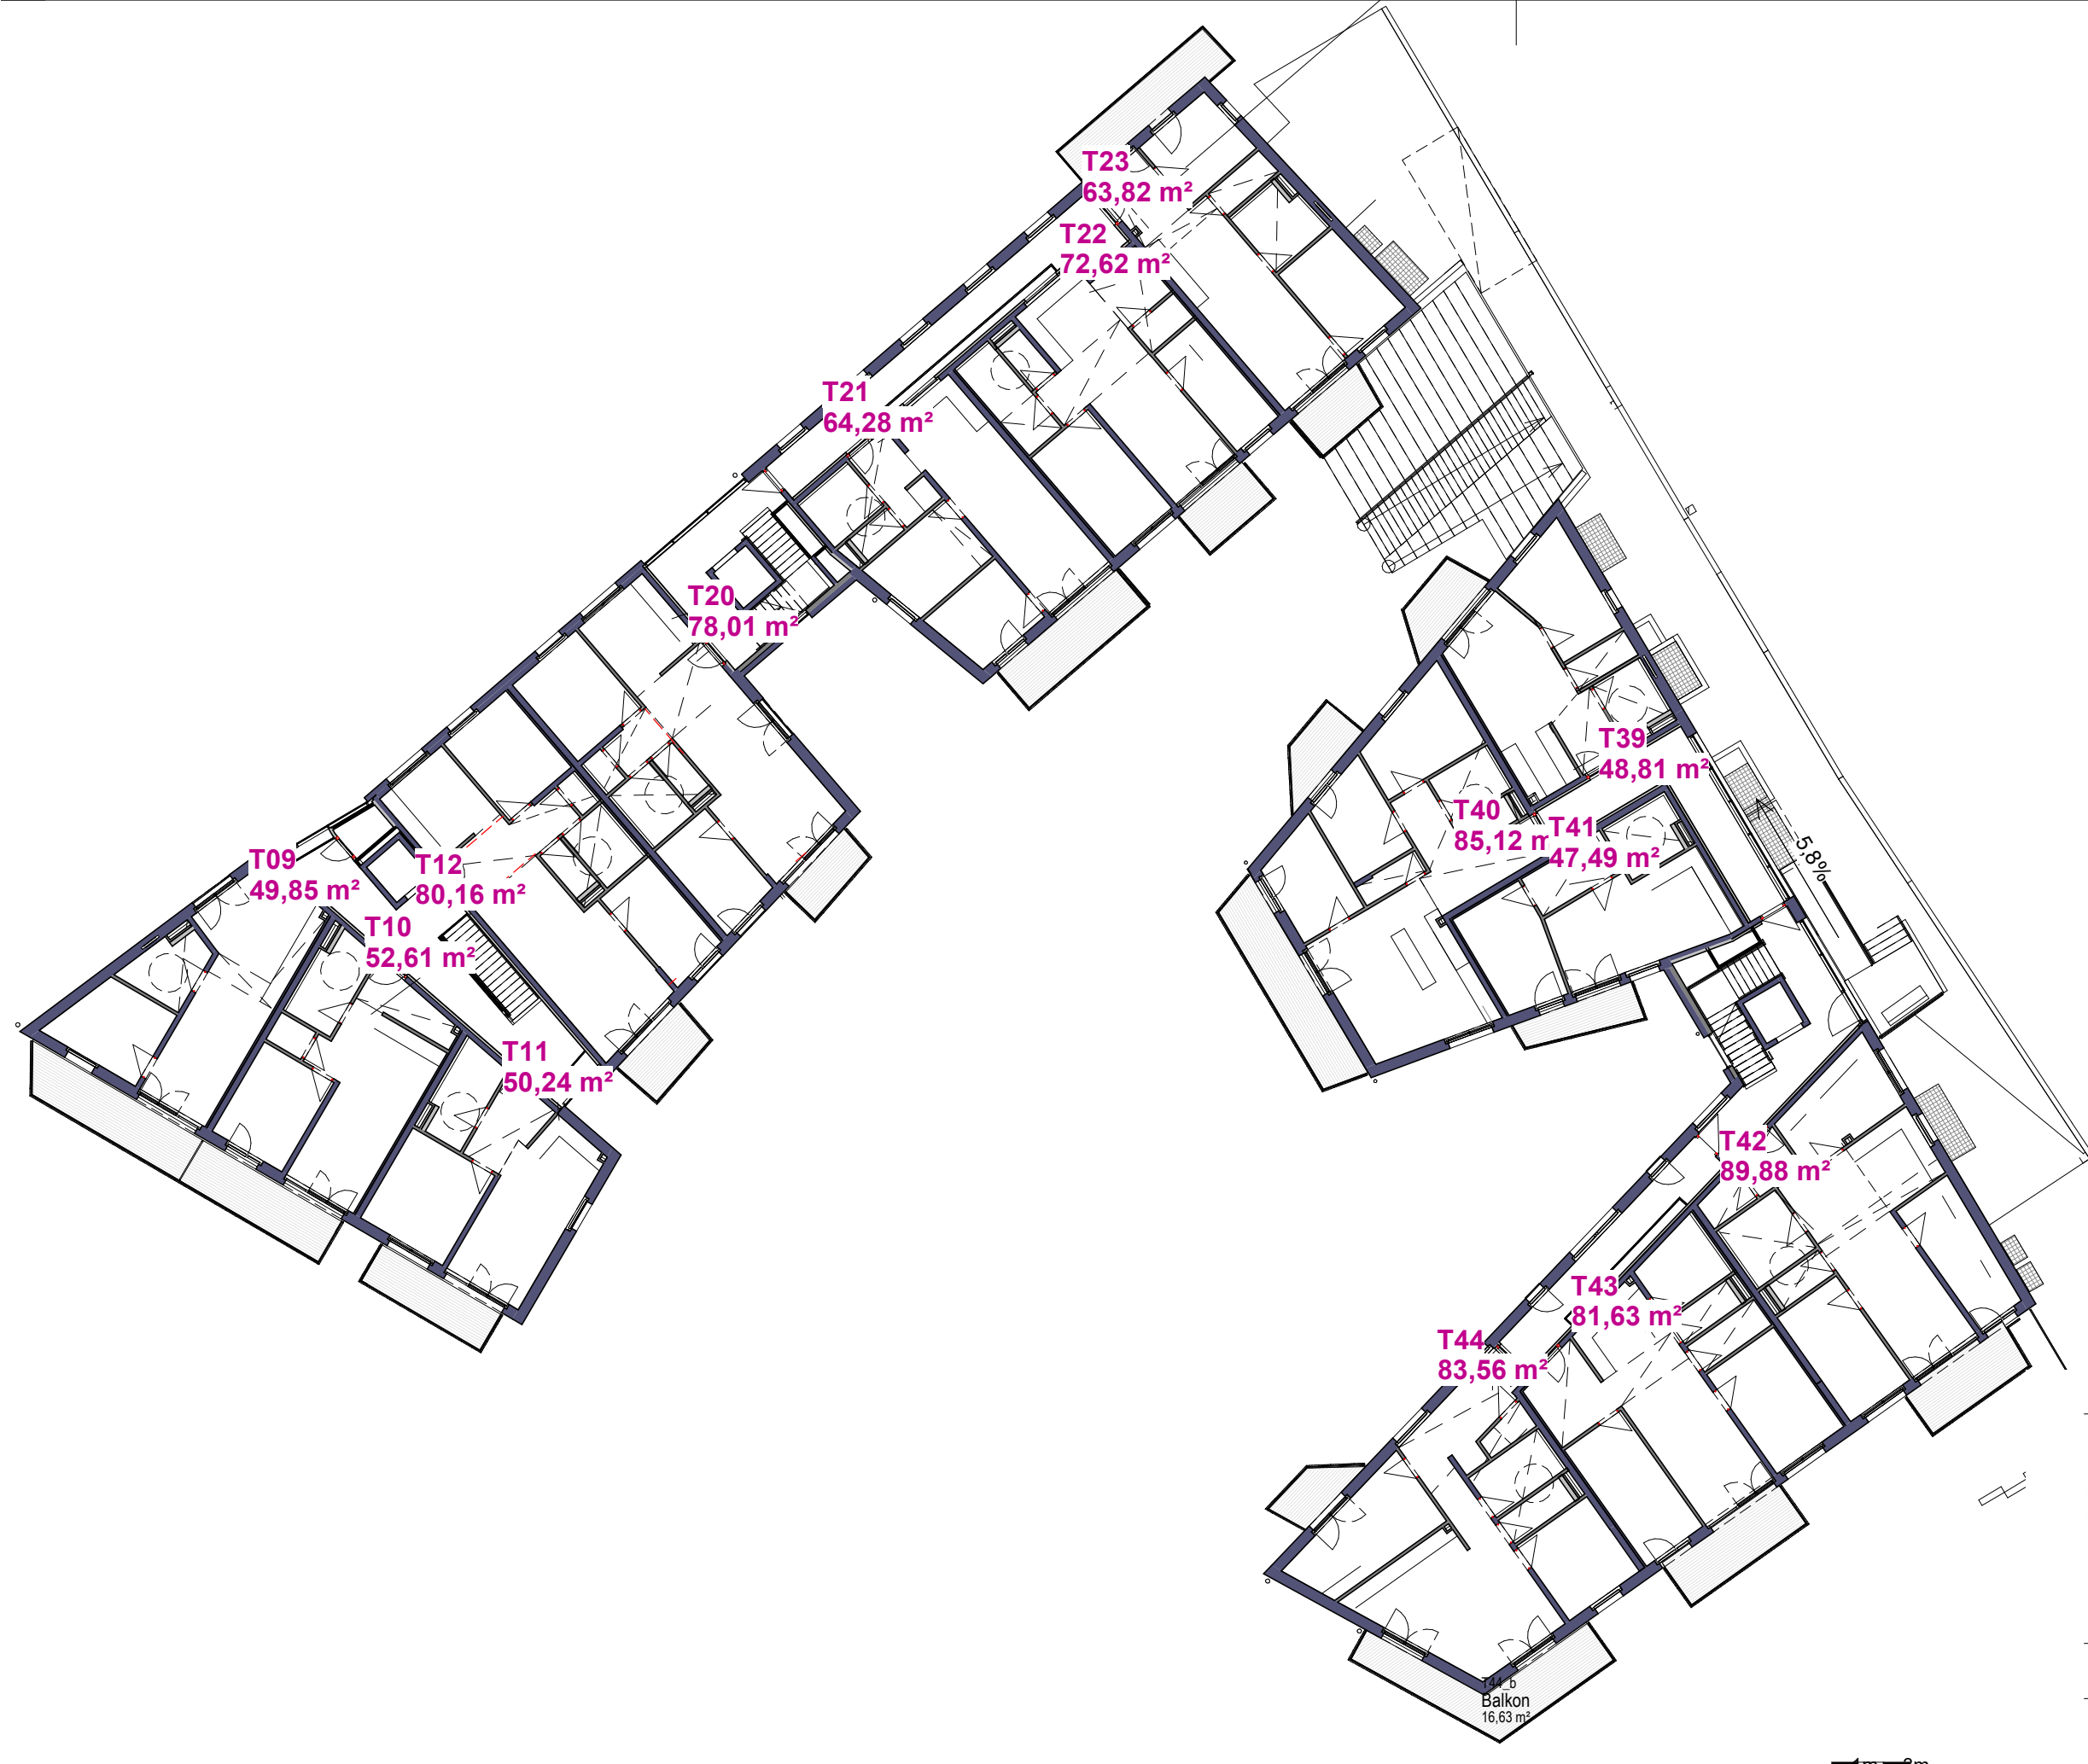 T23
63,82 m²
T22
72,62 m²
T21
64,28 m²
T20
78,01 m²
T39
48,81 m²
T40
85,12 m
T41
47,49 m²
5,8%
T09
49,85 m²
T12
80,16 m²
T10
52,61 m²
T11
50,24 m²
T42
89,88 m²
T43
81,63 m²
T44
83,56 m²
T44_b
Balkon
16,63 m²